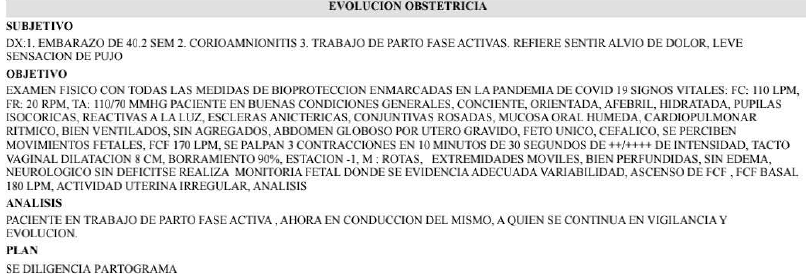 EVOLUCION OBSTETRICIA
SUBJETIVO
DX:1. EMBARAZO DE 40.2 SEM 2. CORIOAMNIONITIS 3. TRABAJO DE PARTO FASE ACTIVAS. REFIERE SENTIR ALVIO DE DOLOR, LEVE
SENSACION DE PUJO
OBJETIVO
EXAMEN FISICO CON TODAS LAS MEDIDAS DE BIOPROTECCION ENMARCADAS EN LA PANDEMIA DE COVID 19 SIGNOS VITALES: FC: 110 LPM,
FR: 20 RPM, TA: 110/70 MMHG PACIENTE EN BUENAS CONDICIONES GENERALES, CONCIENTE, ORIENTADA, AFEBRIL, HIDRATADA, PUPILAS
ISOCORICAS, REACTIVAS A LA LUZ, ESCLERAS ANICTERICAS, CONJUNTIVAS ROSADAS, MUCOSA ORAL HUMEDA, CARDIOPULMONAR
RITMICO, BIEN VENTILADOS, SIN AGREGADOS, ABDOMEN GLOBOSO POR UTERO GRAVIDO, FETO UNICO, CEFALICO, SE PERCIBEN
MOVIMIENTOS FETALES, FCF 170 LPM, SE PALPAN 3 CONTRACCIONES EN 10 MINUTOS DE 30 SEGUNDOS DE ++/++++ DE INTENSIDAD, TACTO
VAGINAL DILATACION 8 CM, BORRAMIENTO 90%, ESTACION -1, M : ROTAS, EXTREMIDADES MOVILES, BIEN PERFUNDIDAS, SIN EDEMA,
NEUROLOGICO SIN DEFICITSE REALIZA MONITORIA FETAL DONDE SE EVIDENCIA ADECUADA VARIABILIDAD, ASCENSO DE FCF , FCF BASAL
180 LPM, ACTIVIDAD UTERINA IRREGULAR, ANALISIS
ANALISIS
PACIENTE EN TRABAJO DE PARTO FASE ACTIVA , AHORA EN CONDUCCION DEL MISMO, A QUIEN SE CONTINUA EN VIGILANCIA Y
EVOLUCION.
PLAN
SE DILIGENCIA PARTOGRAMA